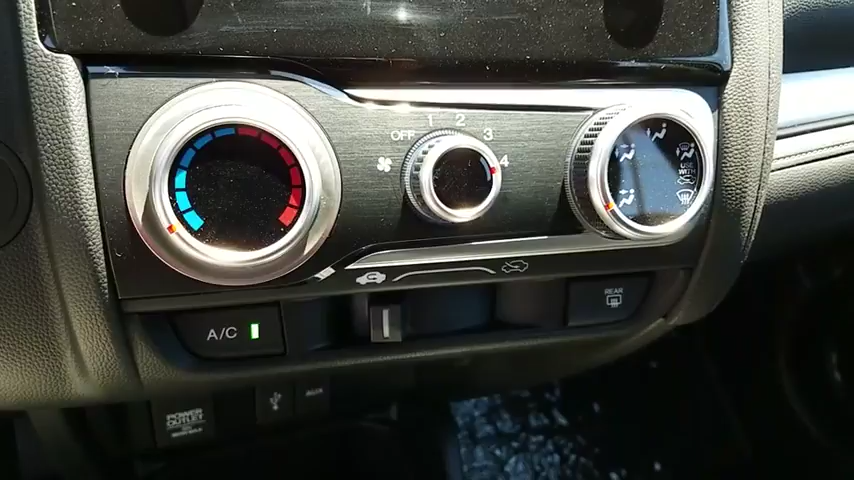 1 2
OFF 3
4
USE
WITH
REAR
A/C
AUX
POWER
OUTLET